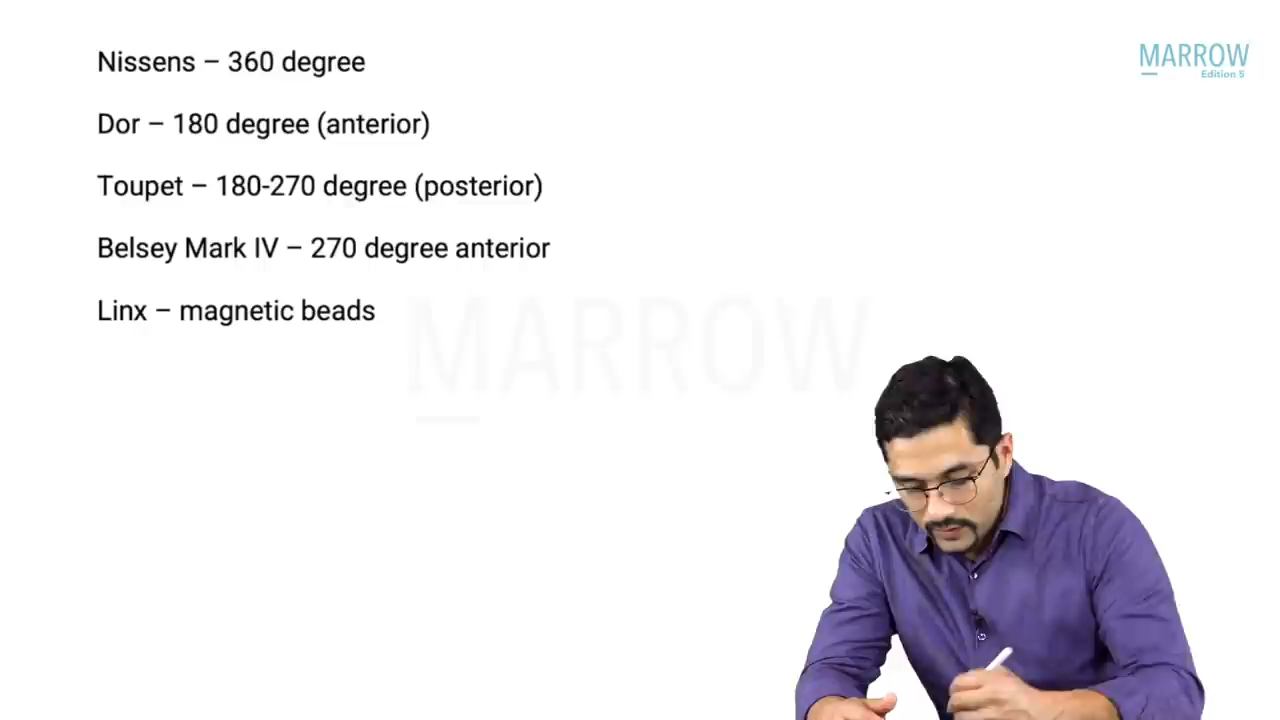 Nissens – 360 degree
MARROW
Edition 5
Dor – 180 degree (anterior)
Toupet – 180-270 degree (posterior)
Belsey Mark IV – 270 degree anterior
Linx – magnetic beads
MARROW